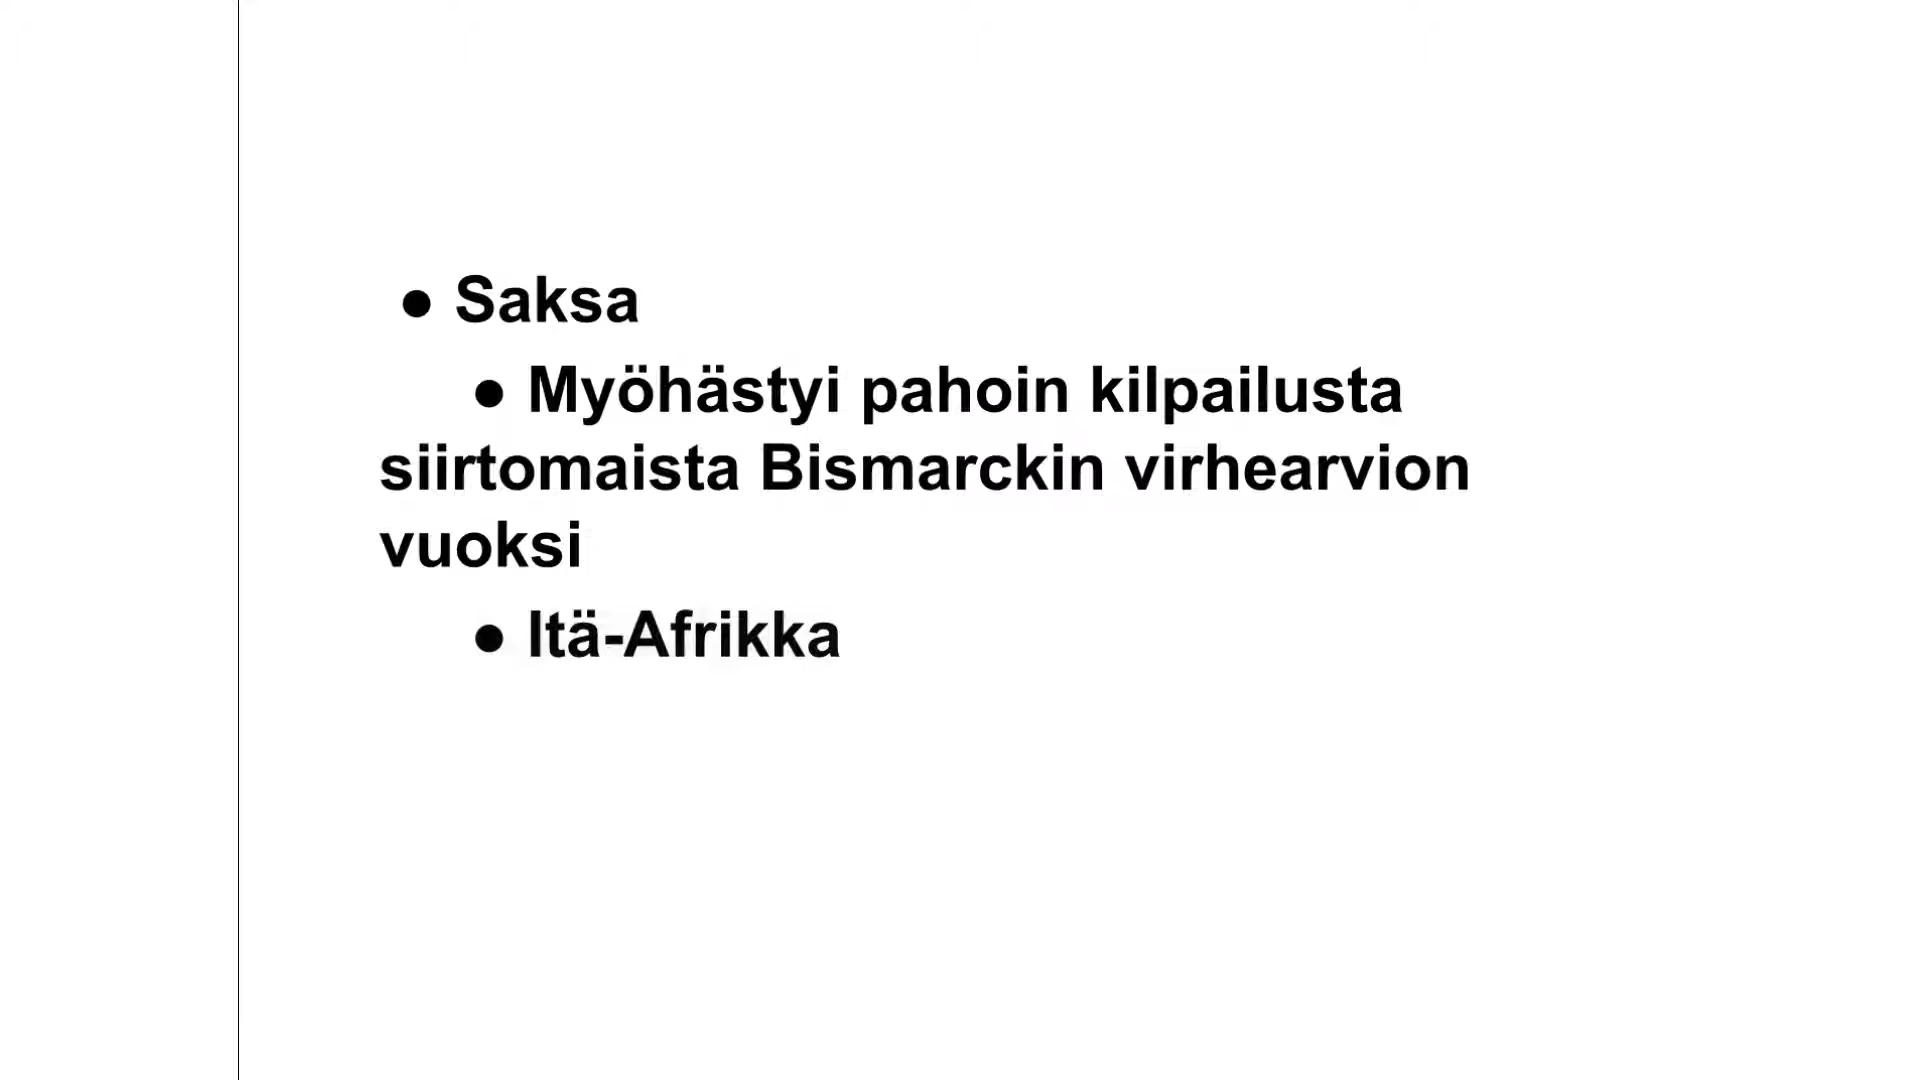 ● Saksa
● Myöhästyi pahoin kilpailusta
siirtomaista Bismarckin virhearvion
vuoksi
● Itä-Afrikka